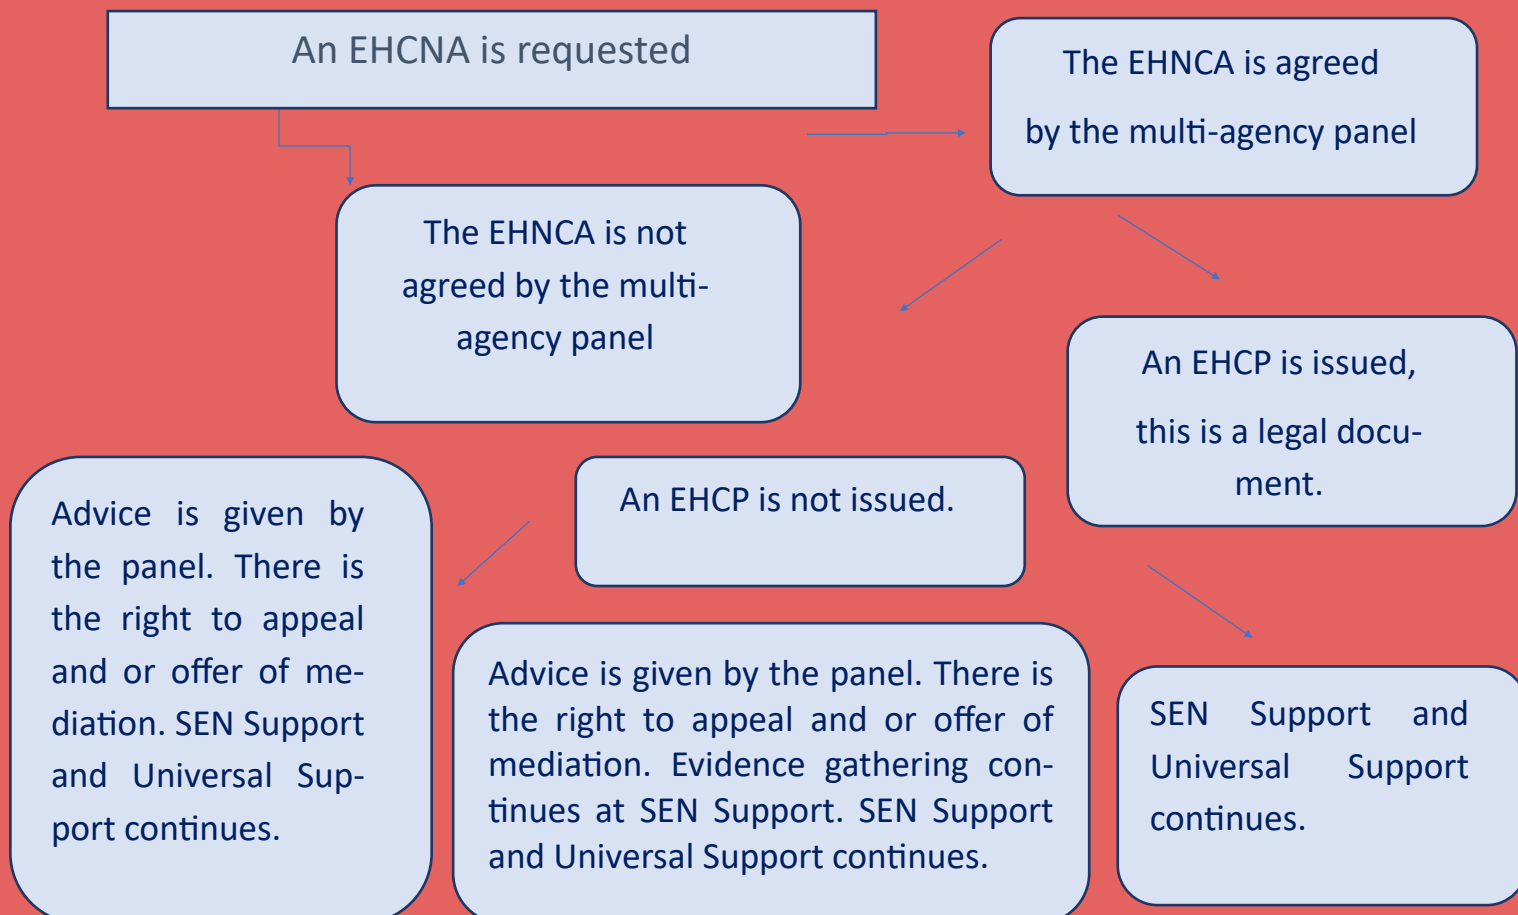 An EHCNA is requested
The EHNCA is agreed
by the multi-agency panel
The EHNCA is not
agreed by the multi-
agency panel
An EHCP is issued,
this is a legal docu-
ment.
An EHCP is not issued.
Advice is given by
the panel. There is
the right to appeal
and or offer of me-
diation. SEN Support
and Universal Sup-
port continues.
Advice is given by the panel. There is
the right to appeal and or offer of
mediation. Evidence gathering con-
tinues at SEN Support. SEN Support
and Universal Support continues.
SEN Support and
Universal Support
continues.